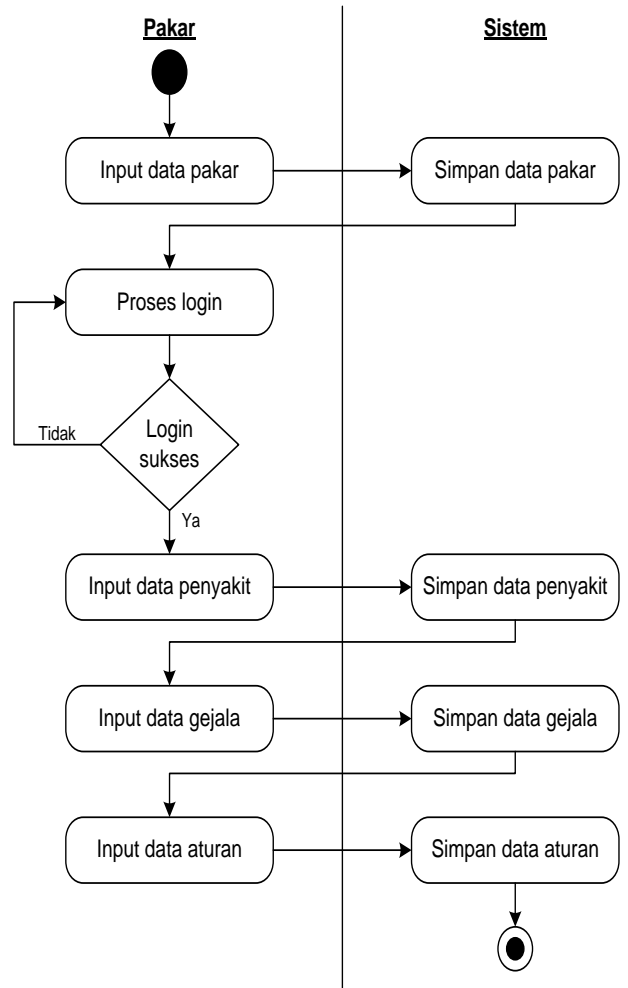 Pakar
Sistem
Input data pakar
Simpan data pakar
Proses login
Login
sukses
Tidak
Ya
Input data penyakit
Simpan data penyakit
Input data gejala
Simpan data gejala
Input data aturan
Simpan data aturan